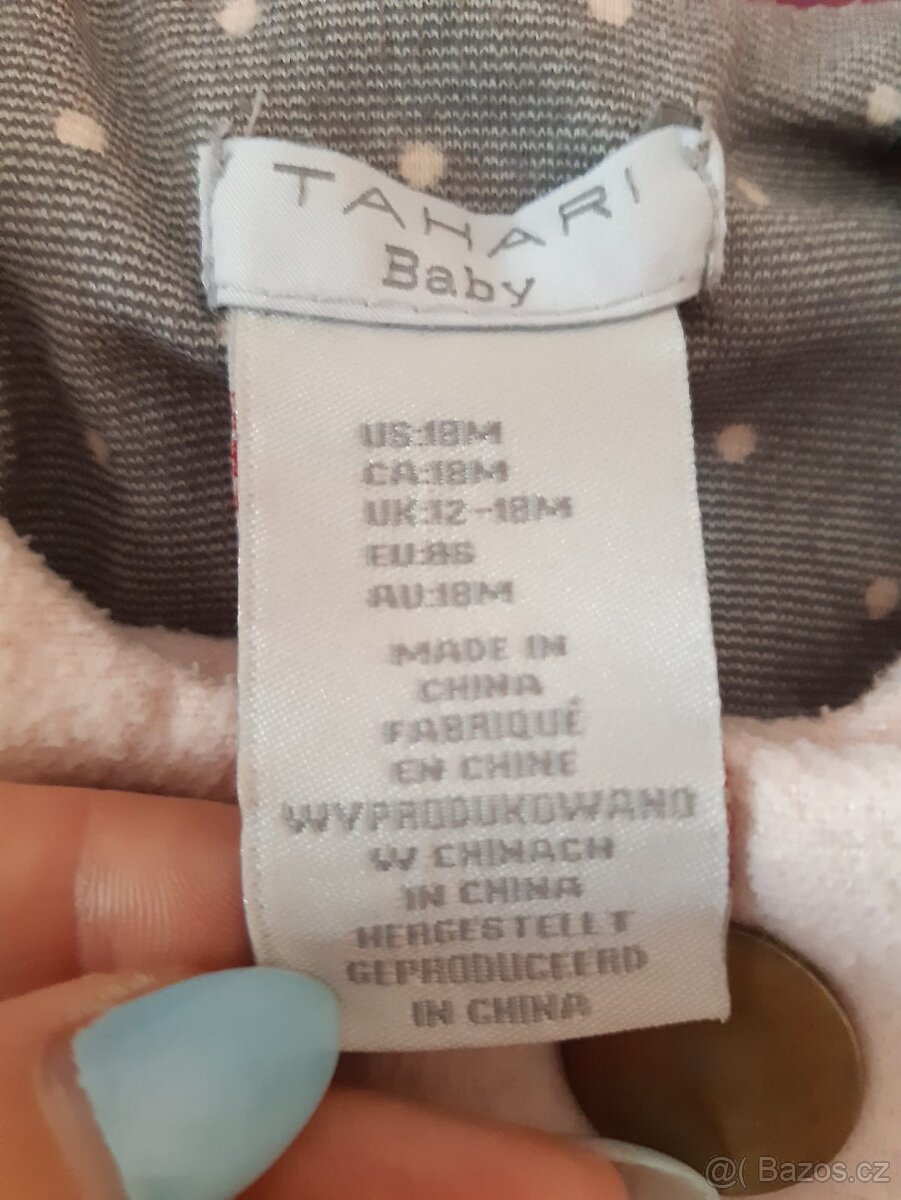 TAHARI
Baby
US:18M
CA:18M
UK:12-18M
EU:86
AU:18M
MADE IN
CHINA
FABRIQUÉ
EN CHINE
WYPRODUKOWANO
W CHINACH
IN CHINA
HERGESTELLT
GEPRODUCEERD
IN CHINA
@( Bazos.cz